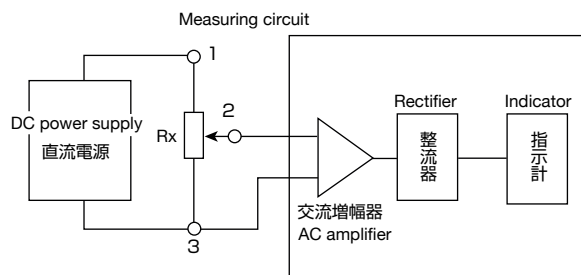 Measuring circuit
1
DC power supply
直流電源
Rx
2
3
交流増幅器
AC amplifier
Rectifier
整流器
Indicator
指示計